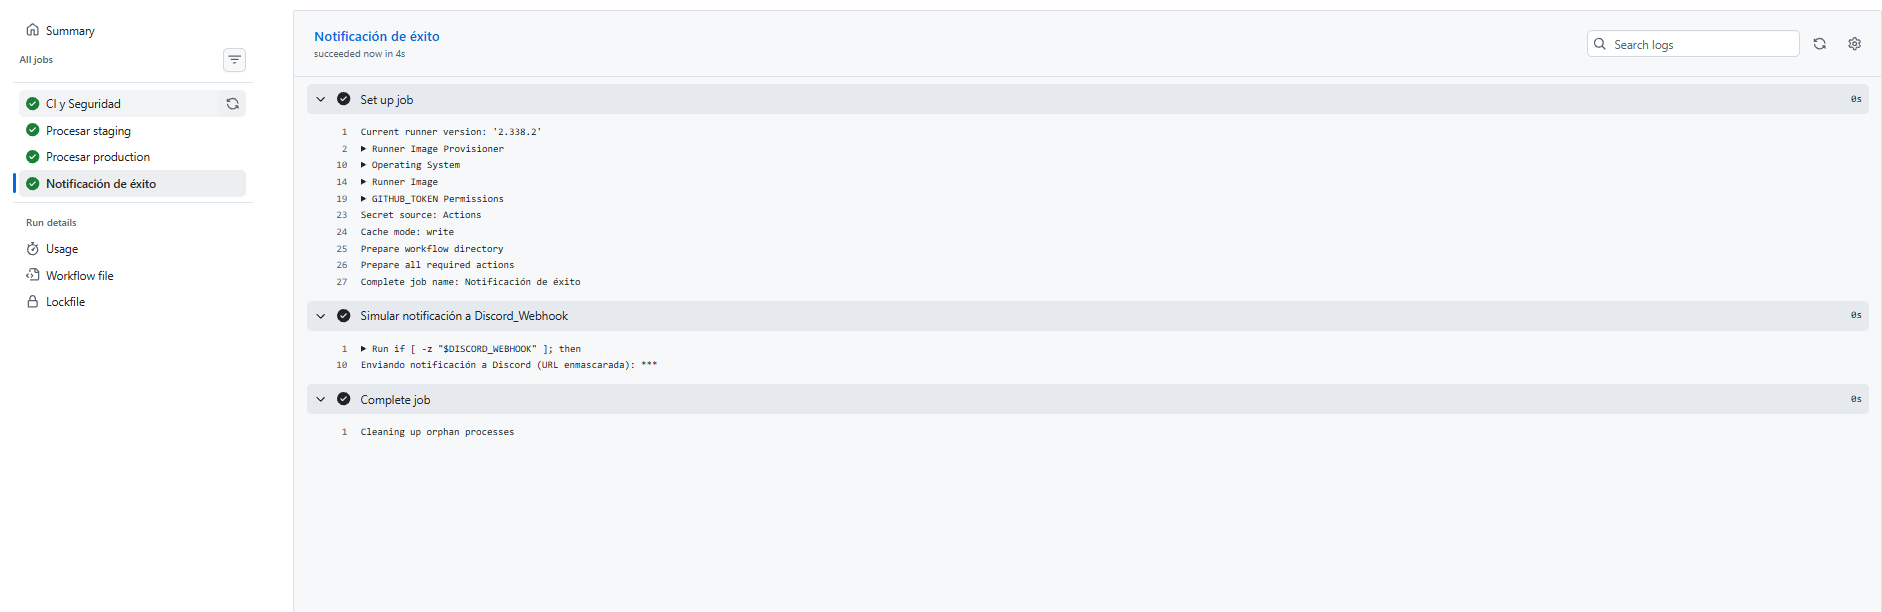 Summary
All jobs
CI y Seguridad
Procesar staging
Procesar production
Notificación de éxito
Run details
Usage
Workflow file
Lockfile
Notificación de éxito
succeeded now in 4s
Search logs
Set up job 0s
1 Current runner version: '2.338.2'
2 ▶ Runner Image Provisioner
10 ▶ Operating System
14 ▶ Runner Image
19 ▶ GITHUB_TOKEN Permissions
23 Secret source: Actions
24 Cache mode: write
25 Prepare workflow directory
26 Prepare all required actions
27 Complete job name: Notificación de éxito
Simular notificación a Discord_Webhook 0s
1 ▶ Run if [ -z "$DISCORD_WEBHOOK" ]; then
10 Enviando notificación a Discord (URL enmascarada): ***
Complete job 0s
1 Cleaning up orphan processes